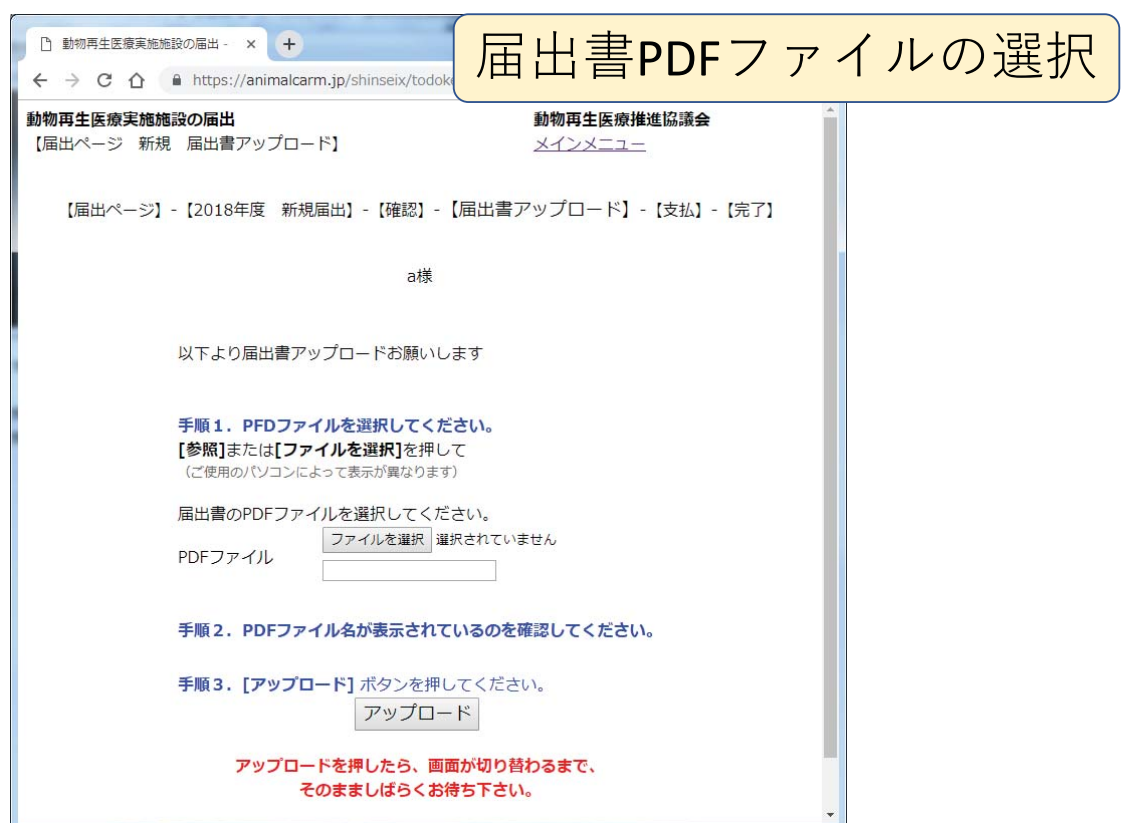 動物再生医療実施施設の届出 -
届出書PDFファイルの選択
https://animalcarm.jp/shinseix/todoke
動物再生医療実施施設の届出
動物再生医療推進協議会
【届出ページ 新規 届出書アップロード】
メインメニュー
【届出ページ】-【2018年度 新規届出】-【確認】-【届出書アップロード】-【支払】-【完了】
a様
以下より届出書アップロードお願いします
手順１．PFDファイルを選択してください。
[参照]または[ファイルを選択]を押して
（ご使用のパソコンによって表示が異なります）
届出書のPDFファイルを選択してください。
ファイルを選択 選択されていません
PDFファイル
手順２．PDFファイル名が表示されているのを確認してください。
手順３．[アップロード] ボタンを押してください。
アップロード
アップロードを押したら、画面が切り替わるまで、
そのまましばらくお待ち下さい。